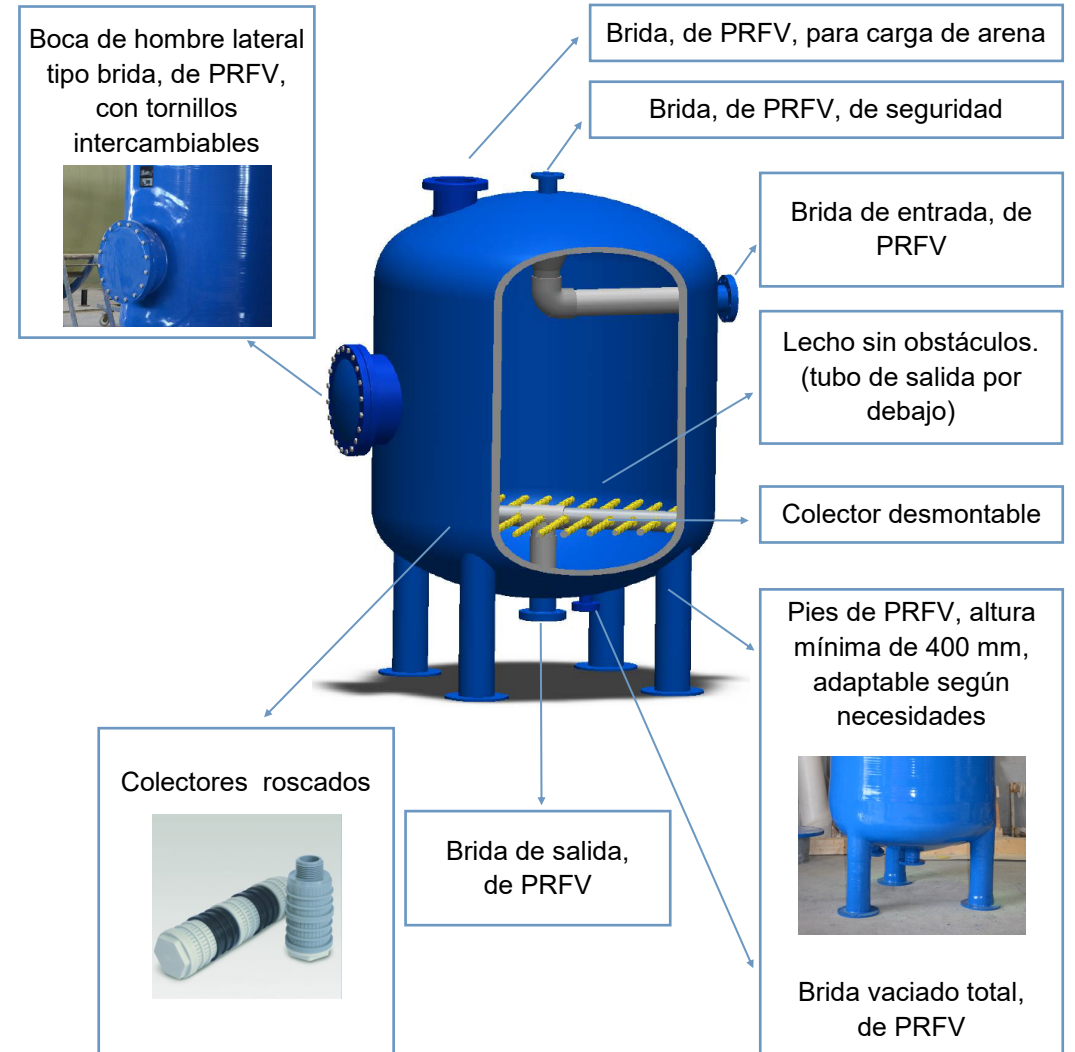 Boca de hombre lateral
tipo brida, de PRFV,
con tornillos
intercambiables
Brida, de PRFV, para carga de arena
Brida, de PRFV, de seguridad
Brida de entrada, de
PRFV
Lecho sin obstáculos.
(tubo de salida por
debajo)
Colector desmontable
Pies de PRFV, altura
mínima de 400 mm,
adaptable según
necesidades
Brida vaciado total,
de PRFV
Colectores roscados
Brida de salida,
de PRFV